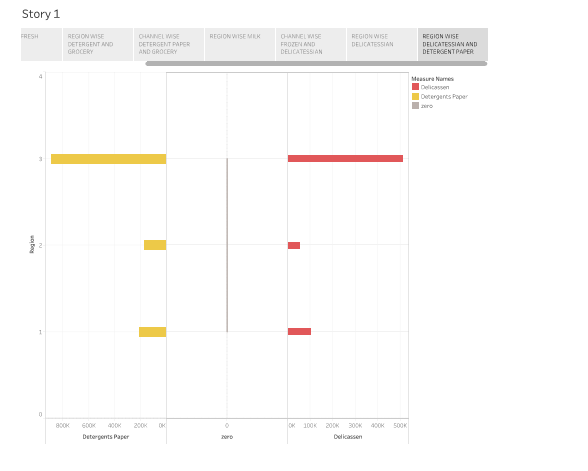 Story 1
FRESH
REGION WISE
DETERGENT AND
GROCERY
CHANNEL WISE
DETERGENT PAPER
AND GROCERY
REGION WISE MILK
CHANNEL WISE
FROZEN AND
DELICATESSIAN
REGION WISE
DELICATESSIAN
REGION WISE
DELICATESSIAN AND
DETERGENT PAPER
Measure Names
Delicassen
Detergents Paper
zero
4
3
2
1
0
Region
800K 600K 400K 200K 0K
0
0K 100K 200K 300K 400K 500K
Detergents Paper
zero
Delicassen